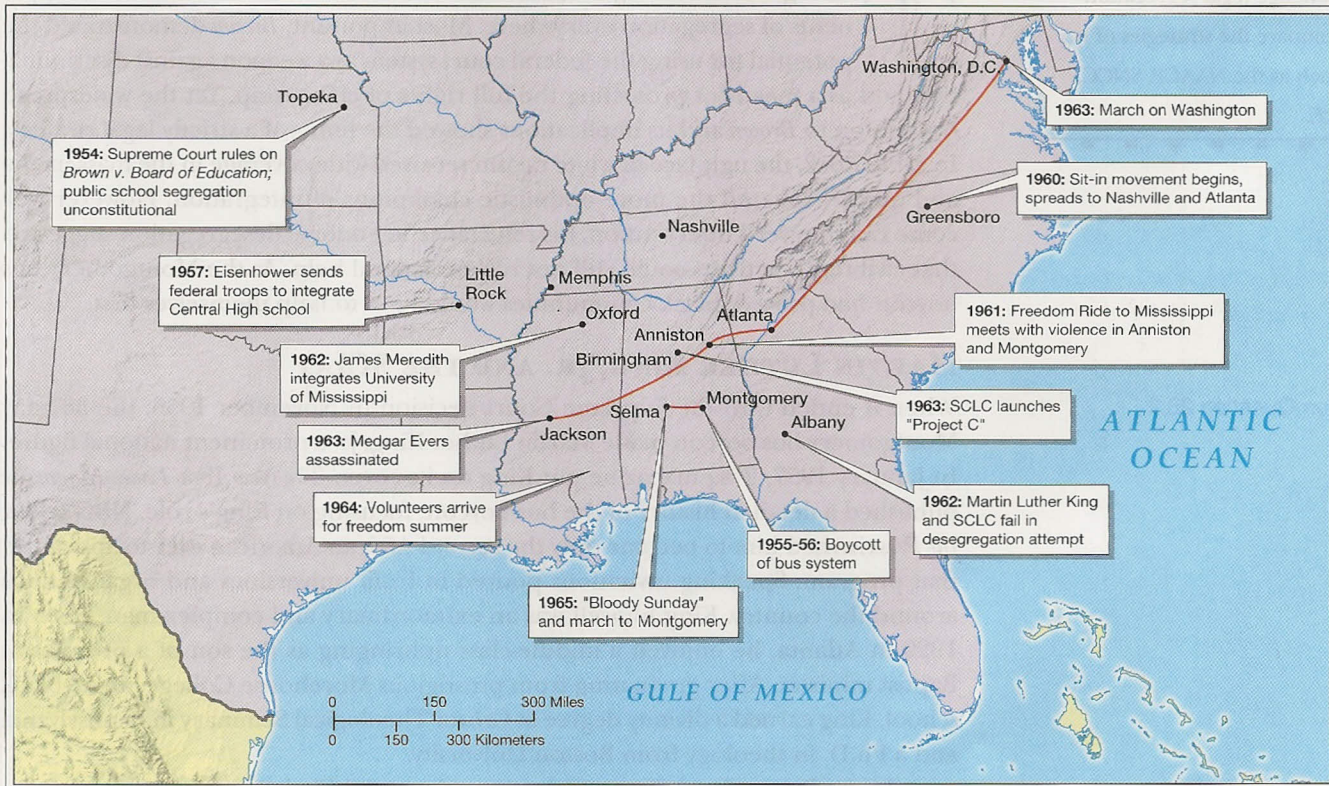 Washington, D.C.
Topeka
1963: March on Washington
1954: Supreme Court rules on
Brown v. Board of Education;
public school segregation
unconstitutional
1960: Sit-in movement begins,
spreads to Nashville and Atlanta
Greensboro
Nashville
1957: Eisenhower sends
federal troops to integrate
Central High school
Little
Rock
Memphis
Oxford
Atlanta
Anniston
Birmingham
1961: Freedom Ride to Mississippi
meets with violence in Anniston
and Montgomery
1962: James Meredith
integrates University
of Mississippi
1963: SCLC launches
"Project C"
Selma
Montgomery
Jackson
Albany
1963: Medgar Evers
assassinated
ATLANTIC
OCEAN
1964: Volunteers arrive
for freedom summer
1962: Martin Luther King
and SCLC fail in
desegregation attempt
1955-56: Boycott
of bus system
1965: "Bloody Sunday"
and march to Montgomery
GULF OF MEXICO
0 150 300 Miles
0 150 300 Kilometers